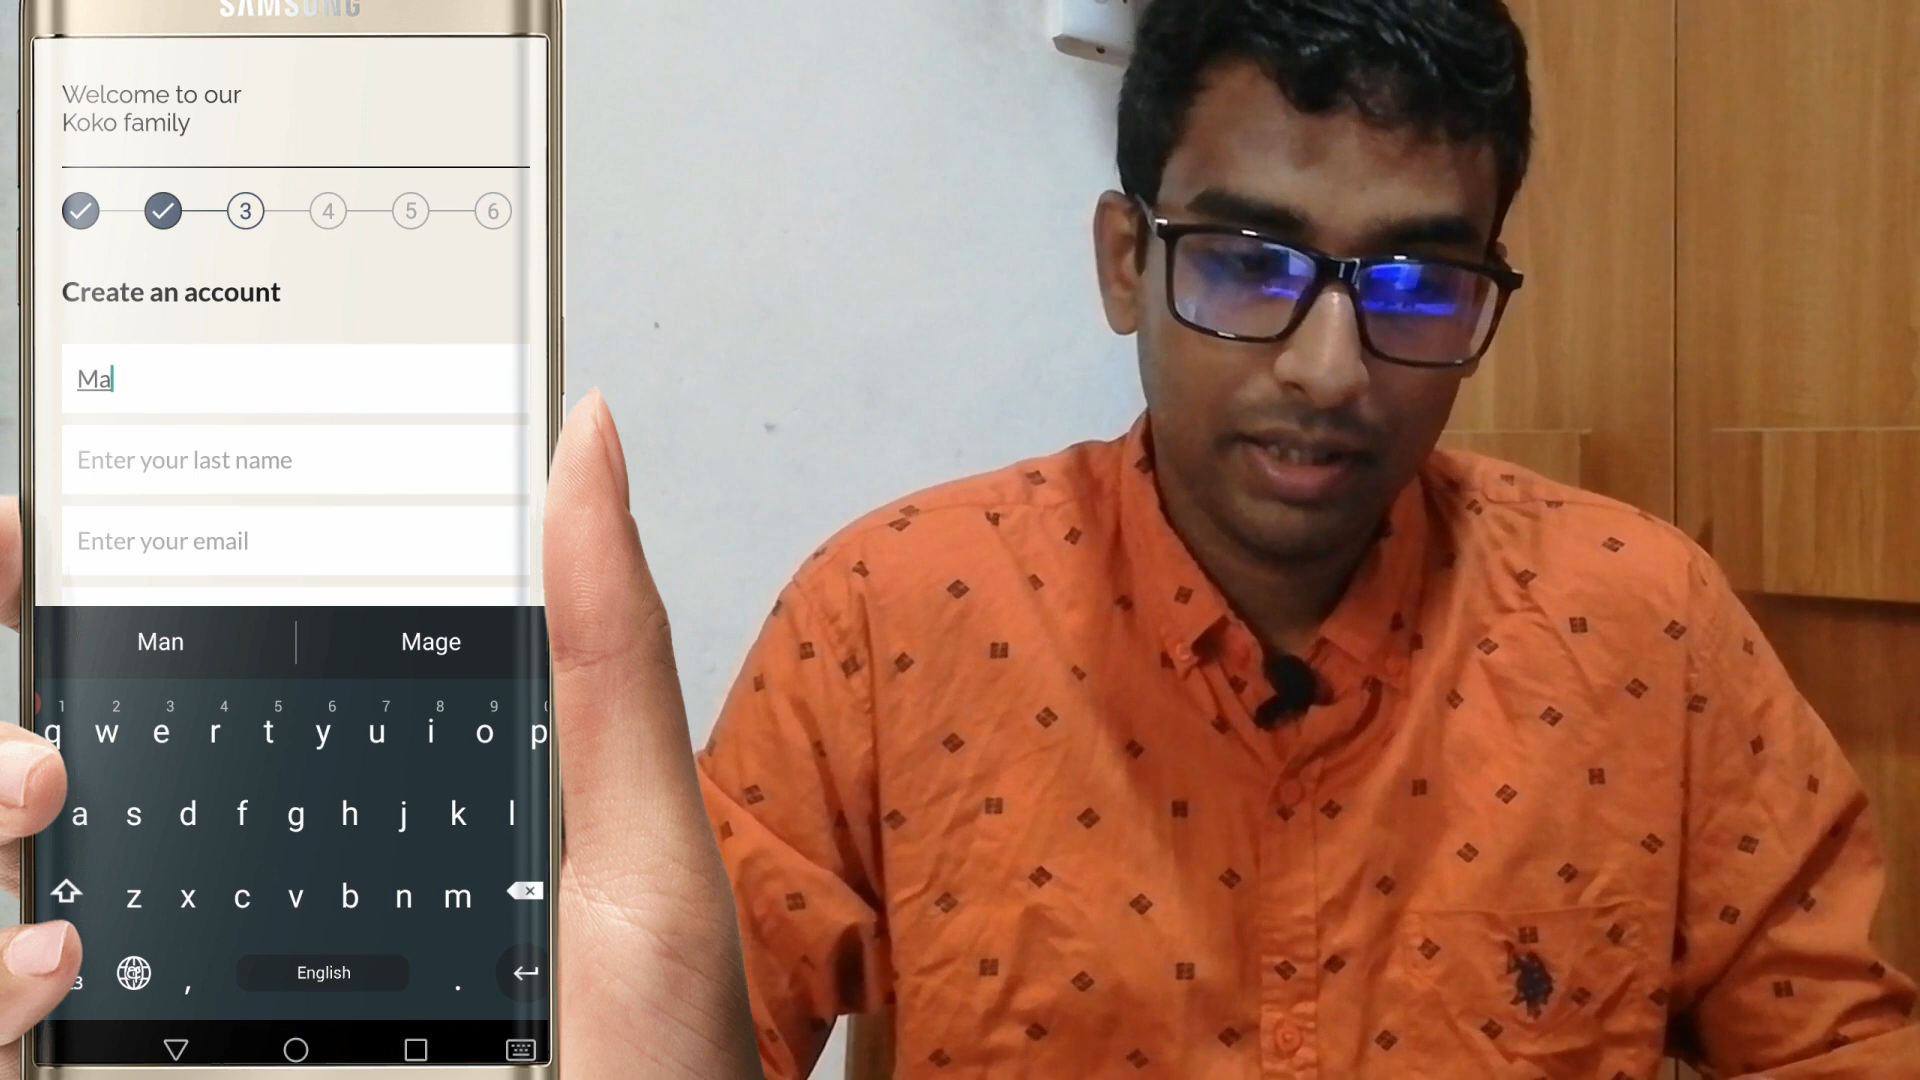 SAMSUNG
Welcome to our
Koko family
3 4 5 6
Create an account
Ma
Enter your last name
Enter your email
Man Mage
1 2 3 4 5 6 7 8 9
q w e r t y u i o p
a s d f g h j k l
z x c v b n m
, English .